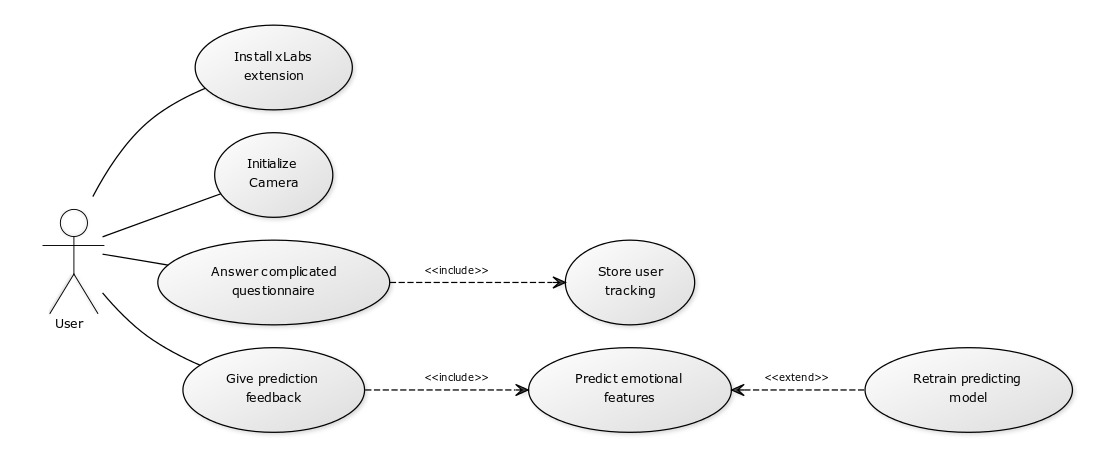 Install xLabs
extension
Initialize
Camera
User
Answer complicated
questionnaire
<<include>>
Store user
tracking
Give prediction
feedback
<<include>>
Predict emotional
features
<<extend>>
Retrain predicting
model